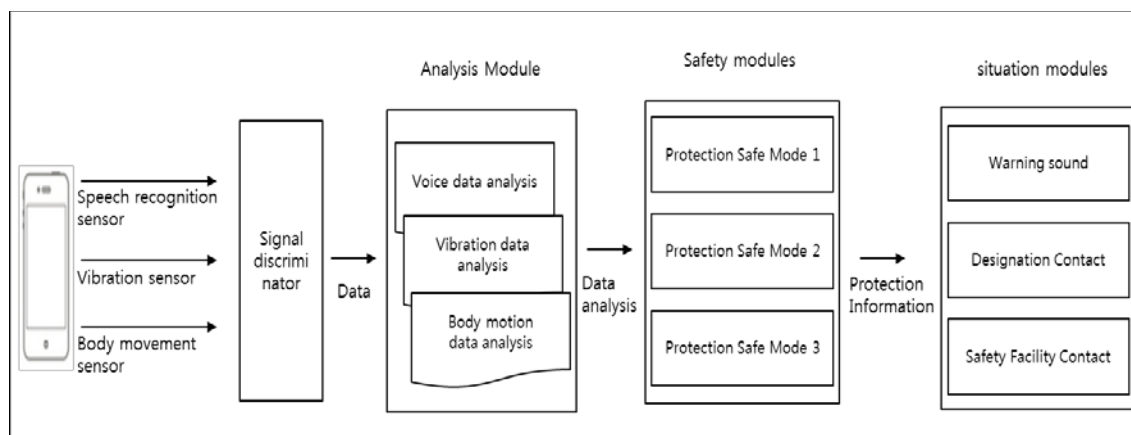 Analysis Module
Safety modules
situation modules
Speech recognition
sensor
Vibration sensor
Body movement
sensor
Signal
discrimi
nator
Data
Voice data analysis
Vibration data
analysis
Body motion
data analysis
Data
analysis
Protection Safe Mode 1
Protection Safe Mode 2
Protection Safe Mode 3
Protection
Information
Warning sound
Designation Contact
Safety Facility Contact